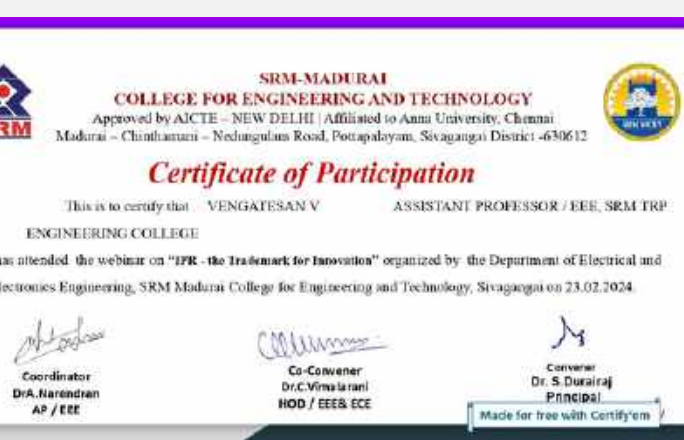 SRM-MADURAI
COLLEGE FOR ENGINEERING AND TECHNOLOGY
Approved by AICTE – NEW DELHI | Affiliated to Anna University, Chennai
Madurai – Chinthamani – Nedungulam Road, Pottapalayam, Sivagangai District -630612
SRM
Certificate of Participation
This is to certify that VENGATESAN V ASSISTANT PROFESSOR / EEE, SRM TRP
ENGINEERING COLLEGE
has attended the webinar on "IPR - the Trademark for Innovation" organized by the Department of Electrical and
lectronics Engineering, SRM Madurai College for Engineering and Technology, Sivagangai on 23.02.2024.
Coordinator
DrA.Narendran
AP / EEE
Co-Convener
Dr.C.Vimalarani
HOD / EEE& ECE
Convener
Dr. S.Durairaj
Principal
Made for free with Certify'em